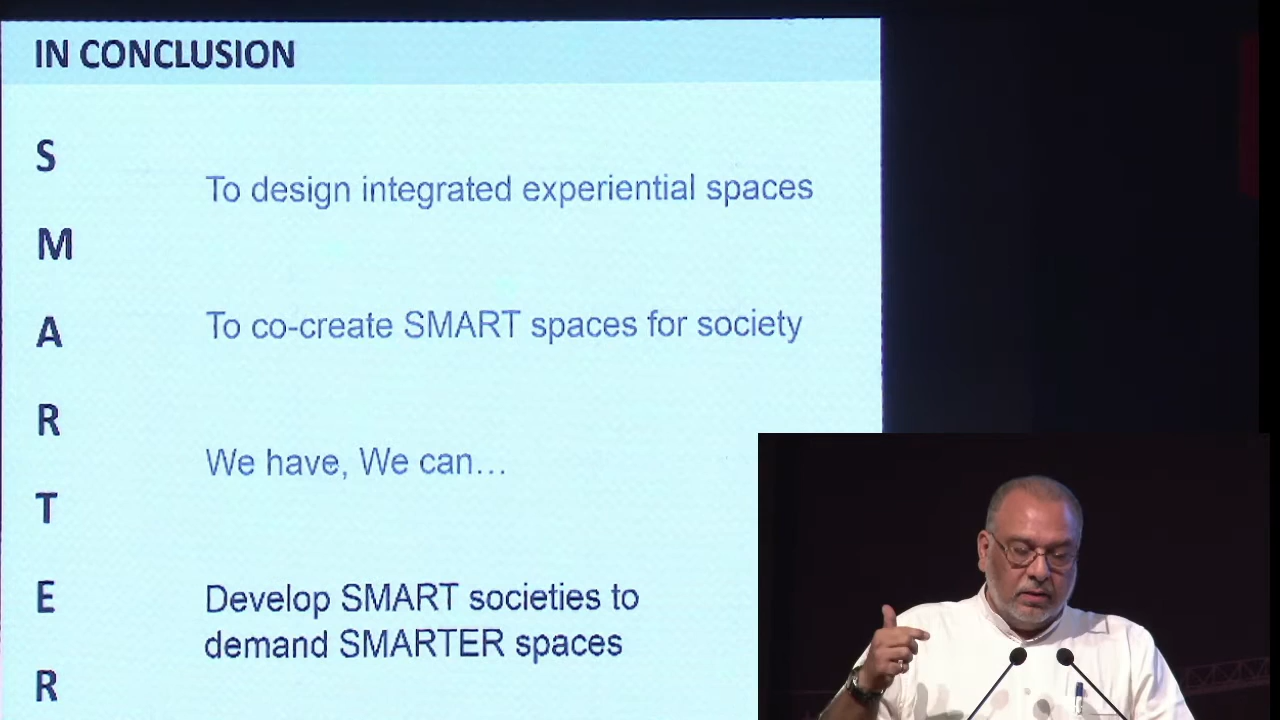 IN CONCLUSION
S
To design integrated experiential spaces
M
A
To co-create SMART spaces for society
R
We have, We can…
T
E
Develop SMART societies to
demand SMARTER spaces
R